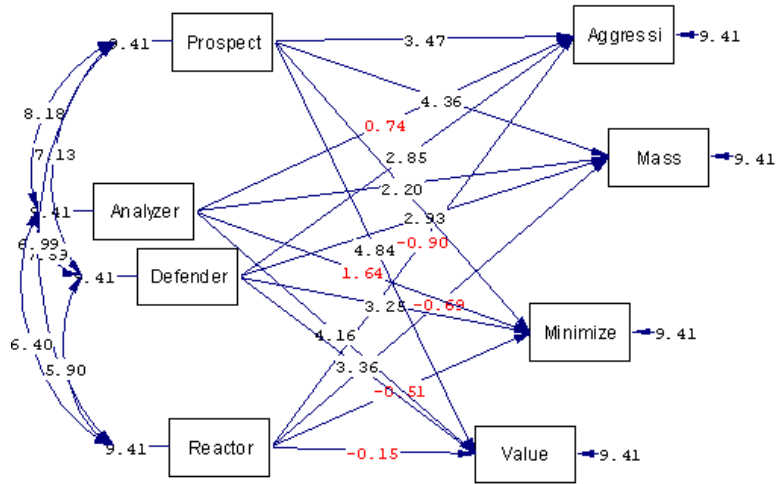 9.41 Prospect 3.47 Aggressi 9.41
8.18 4.36
0.74
7.13 2.85 Mass 9.41
2.20
9.41 Analyzer 2.93
6.99 -0.90
4.84
.41 Defender 1.64
3.25 -0.69
6.40 4.16 Minimize 9.41
5.90 3.36
-0.51
9.41 Reactor -0.15 Value 9.41